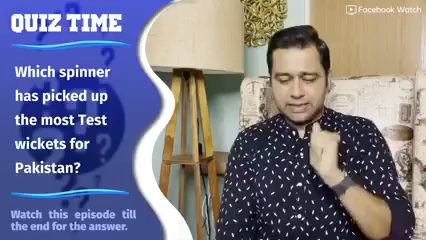 Facebook Watch
QUIZ TIME
Which spinner
has picked up
the most Test
wickets for
Pakistan?
Watch this episode till
the end for the answer.